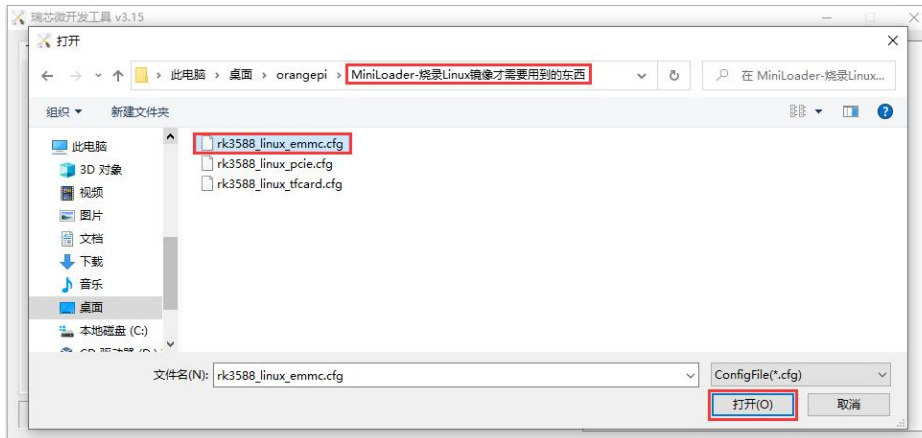 瑞芯微开发工具 v3.15
打开
此电脑 > 桌面 > orangepi > MiniLoader-烧录Linux镜像才需要用到的东西
在 MiniLoader-烧录Linux...
组织 新建文件夹
此电脑
3D 对象
视频
图片
文档
下载
音乐
桌面
本地磁盘 (C:)
rk3588_linux_emmc.cfg
rk3588_linux_pcie.cfg
rk3588_linux_tfcard.cfg
文件名(N): rk3588_linux_emmc.cfg
ConfigFile(*.cfg)
打开(O) 取消